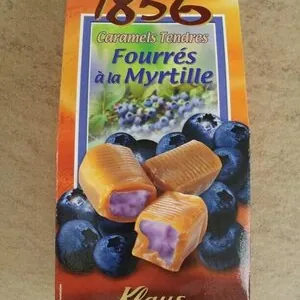 1856
Caramels Tendres
Fourrés
à la Myrtille
Klaus